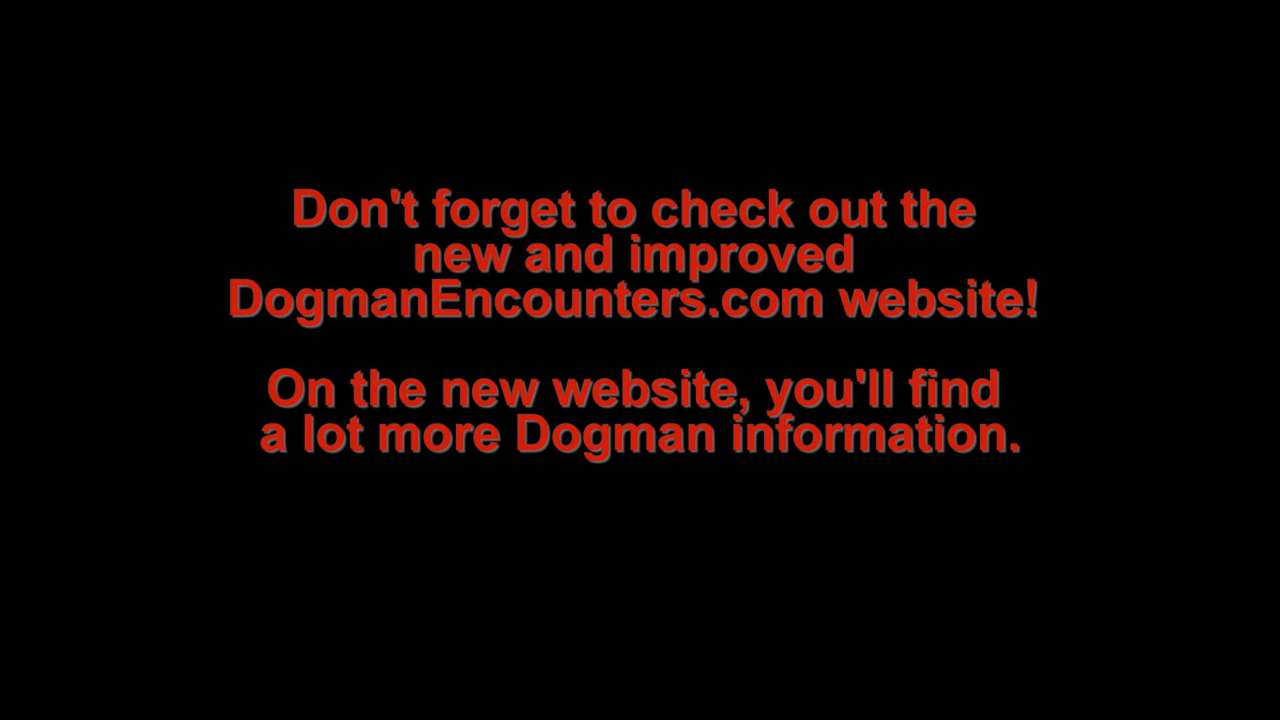 Don't forget to check out the
new and improved
DogmanEncounters.com website!
On the new website, you'll find
a lot more Dogman information.